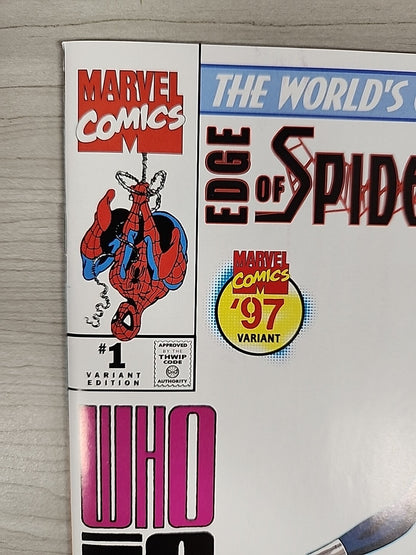 MARVEL
COMICS
M
THE WORLD'S
EDGE
OF SPIDE
MARVEL
COMICS
M
'97
VARIANT
#1
VARIANT
EDITION
APPROVED
BY THE
THWIP
CODE
AUTHORITY
WHO